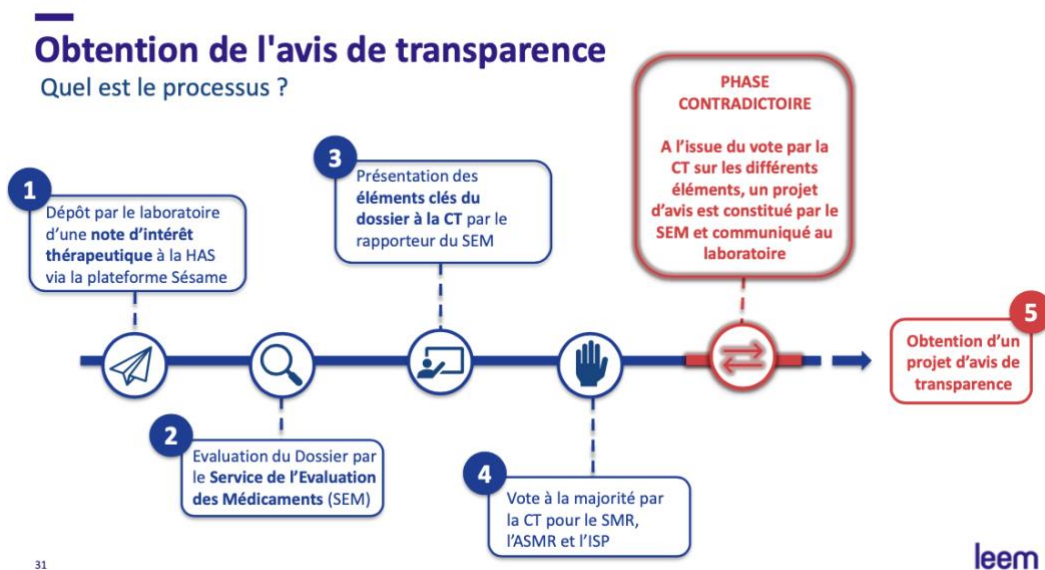 Obtention de l'avis de transparence
Quel est le processus ?
1
Dépôt par le laboratoire
d'une note d'intérêt
thérapeutique à la HAS
via la plateforme Sésame
2
Evaluation du Dossier par
le Service de l'Evaluation
des Médicaments (SEM)
3
Présentation des
éléments clés du
dossier à la CT par le
rapporteur du SEM
4
Vote à la majorité par
la CT pour le SMR,
l'ASMR et l'ISP
PHASE
CONTRADICTOIRE
A l'issue du vote par la
CT sur les différents
éléments, un projet
d'avis est constitué par le
SEM et communiqué au
laboratoire
5
Obtention d'un
projet d'avis de
transparence
31
leem